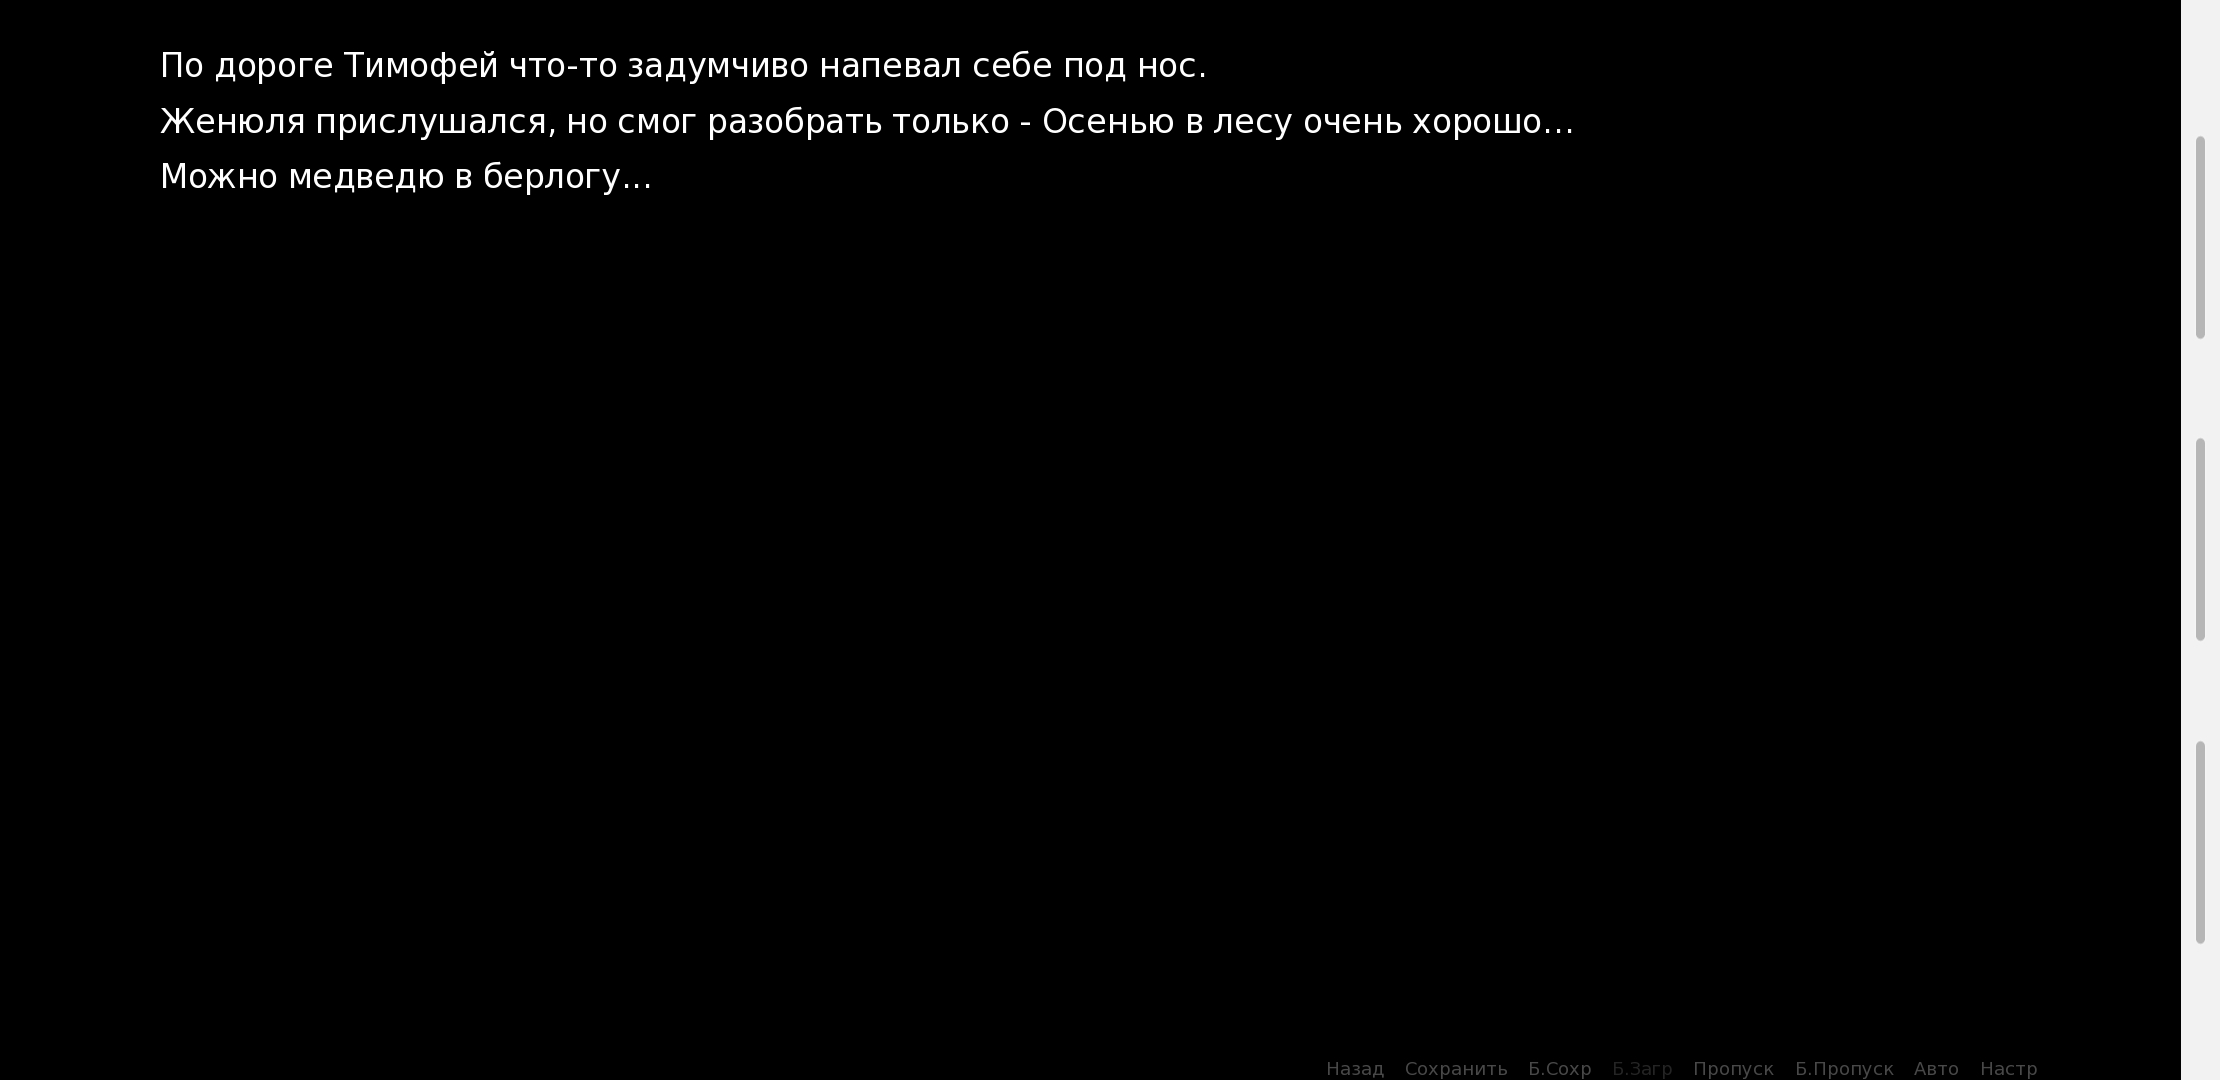 По дороге Тимофей что-то задумчиво напевал себе под нос.
Женюля прислушался, но смог разобрать только - Осенью в лесу очень хорошо...
Можно медведю в берлогу...
Назад Сохранить Б.Сохр Б.Загр Пропуск Б.Пропуск Авто Настр